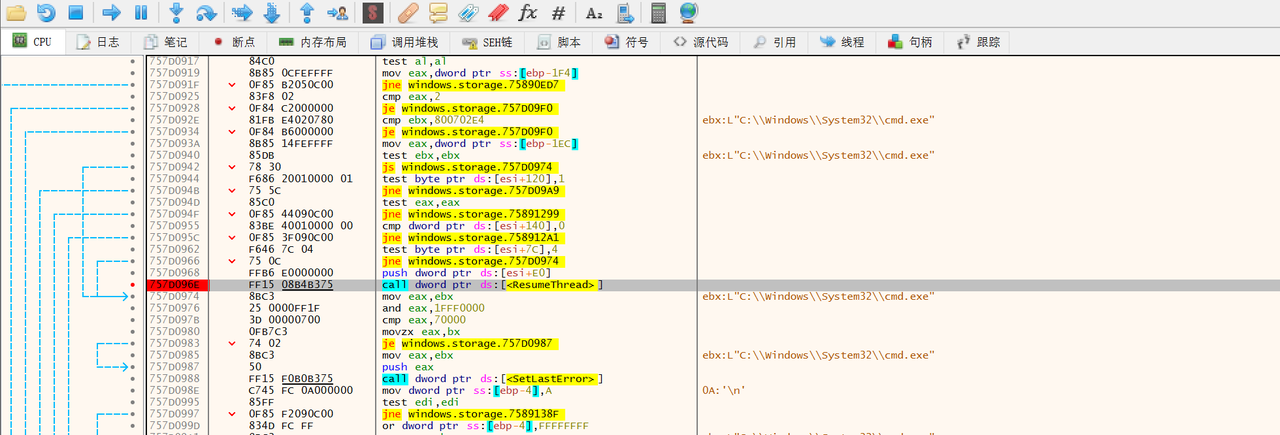 S fx # A₂
CPU 日志 笔记 断点 内存布局 调用堆栈 SEH链 脚本 符号 源代码 引用 线程 句柄 跟踪
757D0917 84C0 test al,al
757D0919 8B85 0CFEFFFF mov eax,dword ptr ss:[ebp-1F4]
757D091F 0F85 B2050C00 jne windows.storage.75890ED7
757D0925 83F8 02 cmp eax,2
757D0928 0F84 C2000000 je windows.storage.757D09F0
757D092E 81FB E4020780 cmp ebx,800702E4 ebx:L"C:\\Windows\\System32\\cmd.exe"
757D0934 0F84 B6000000 je windows.storage.757D09F0
757D093A 8B85 14FEFFFF mov eax,dword ptr ss:[ebp-1EC]
757D0940 85DB test ebx,ebx ebx:L"C:\\Windows\\System32\\cmd.exe"
757D0942 78 30 js windows.storage.757D0974
757D0944 F686 20010000 01 test byte ptr ds:[esi+120],1
757D094B 75 5C jne windows.storage.757D09A9
757D094D 85C0 test eax,eax
757D094F 0F85 44090C00 jne windows.storage.75891299
757D0955 83BE 40010000 00 cmp dword ptr ds:[esi+140],0
757D095C 0F85 3F090C00 jne windows.storage.758912A1
757D0962 F646 7C 04 test byte ptr ds:[esi+7C],4
757D0966 75 0C jne windows.storage.757D0974
757D0968 FFB6 E0000000 push dword ptr ds:[esi+E0]
757D096E FF15 08B4B375 call dword ptr ds:[<ResumeThread>]
757D0974 8BC3 mov eax,ebx ebx:L"C:\\Windows\\System32\\cmd.exe"
757D0976 25 0000FF1F and eax,1FFF0000
757D097B 3D 00000700 cmp eax,70000
757D0980 0FB7C3 movzx eax,bx
757D0983 74 02 je windows.storage.757D0987
757D0985 8BC3 mov eax,ebx ebx:L"C:\\Windows\\System32\\cmd.exe"
757D0987 50 push eax
757D0988 FF15 F0B0B375 call dword ptr ds:[<SetLastError>]
757D098E C745 FC 0A000000 mov dword ptr ss:[ebp-4],A 0A:'\n'
757D0995 85FF test edi,edi
757D0997 0F85 F2090C00 jne windows.storage.7589138F
757D099D 834D FC FF or dword ptr ss:[ebp-4],FFFFFFFF